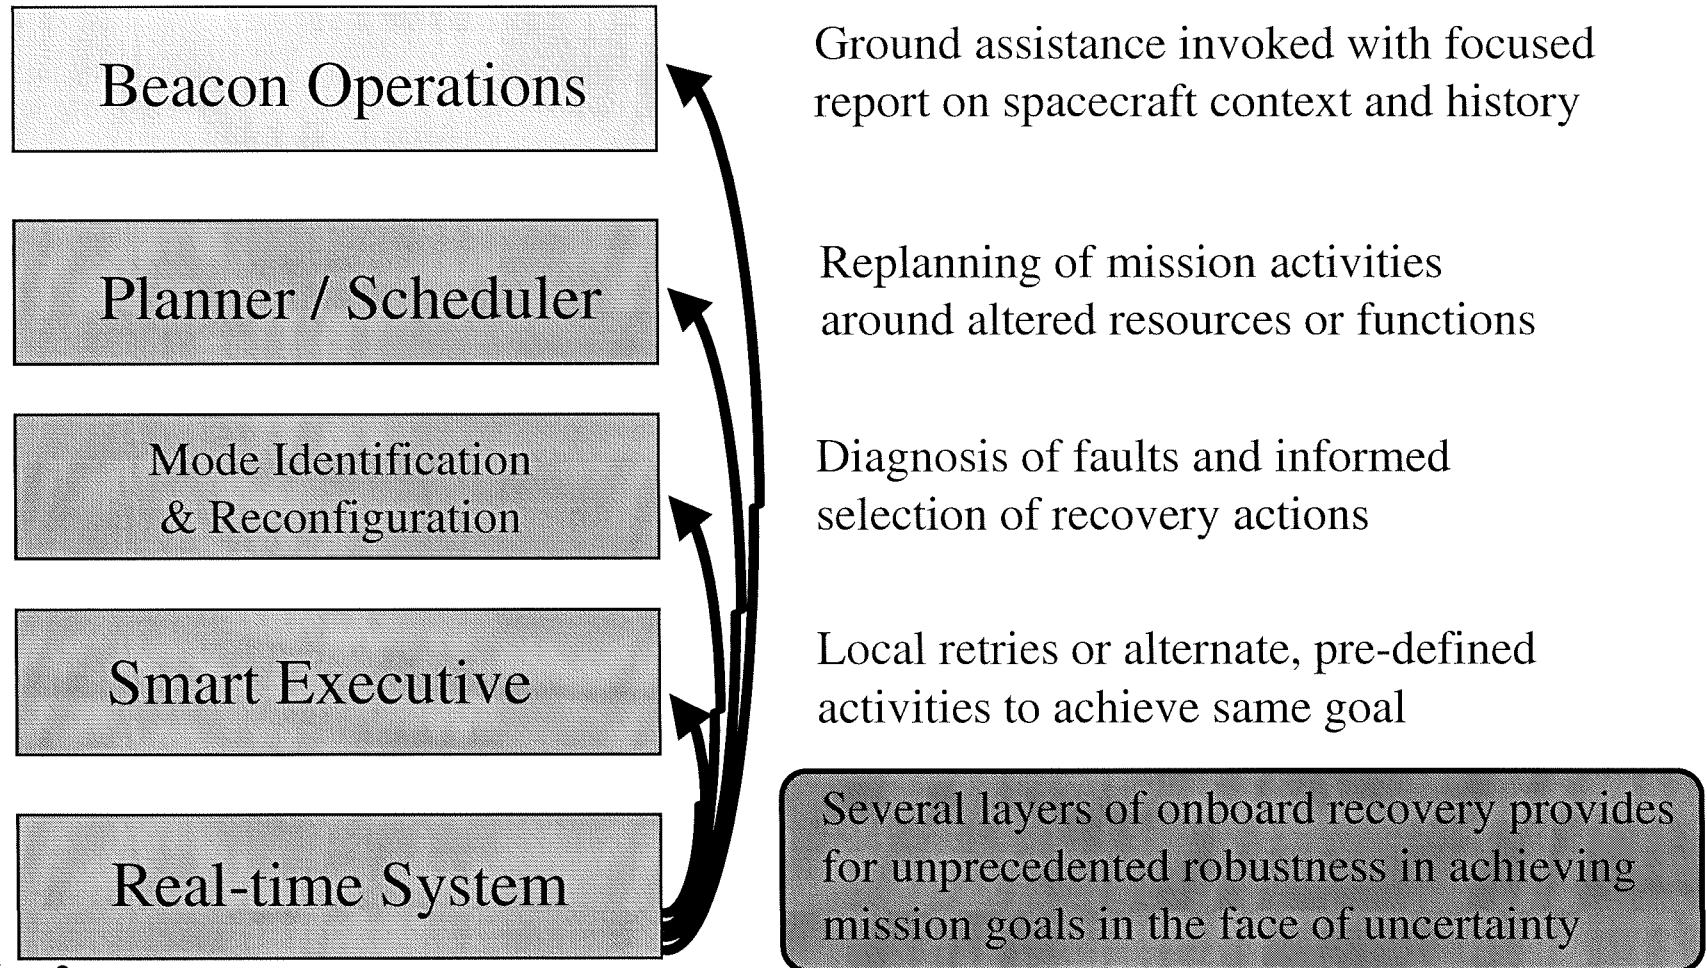 Beacon Operations
Ground assistance invoked with focused
report on spacecraft context and history
Planner / Scheduler
Replanning of mission activities
around altered resources or functions
Mode Identification
& Reconfiguration
Diagnosis of faults and informed
selection of recovery actions
Smart Executive
Local retries or alternate, pre-defined
activities to achieve same goal
Real-time System
Several layers of onboard recovery provides
for unprecedented robustness in achieving
mission goals in the face of uncertainty